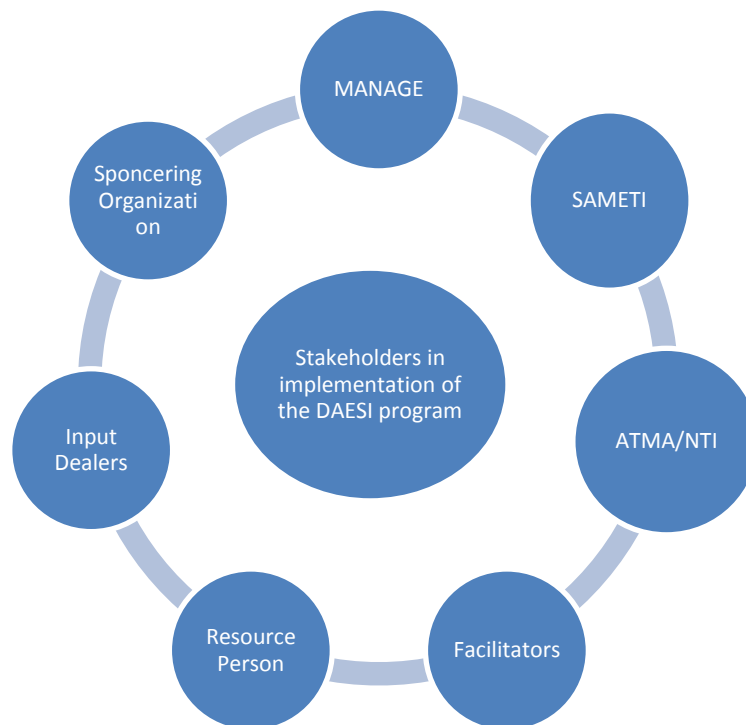 MANAGE
SAMETI
ATMA/NTI
Facilitators
Resource
Person
Input
Dealers
Sponcering
Organizati
on
Stakeholders in
implementation of
the DAESI program